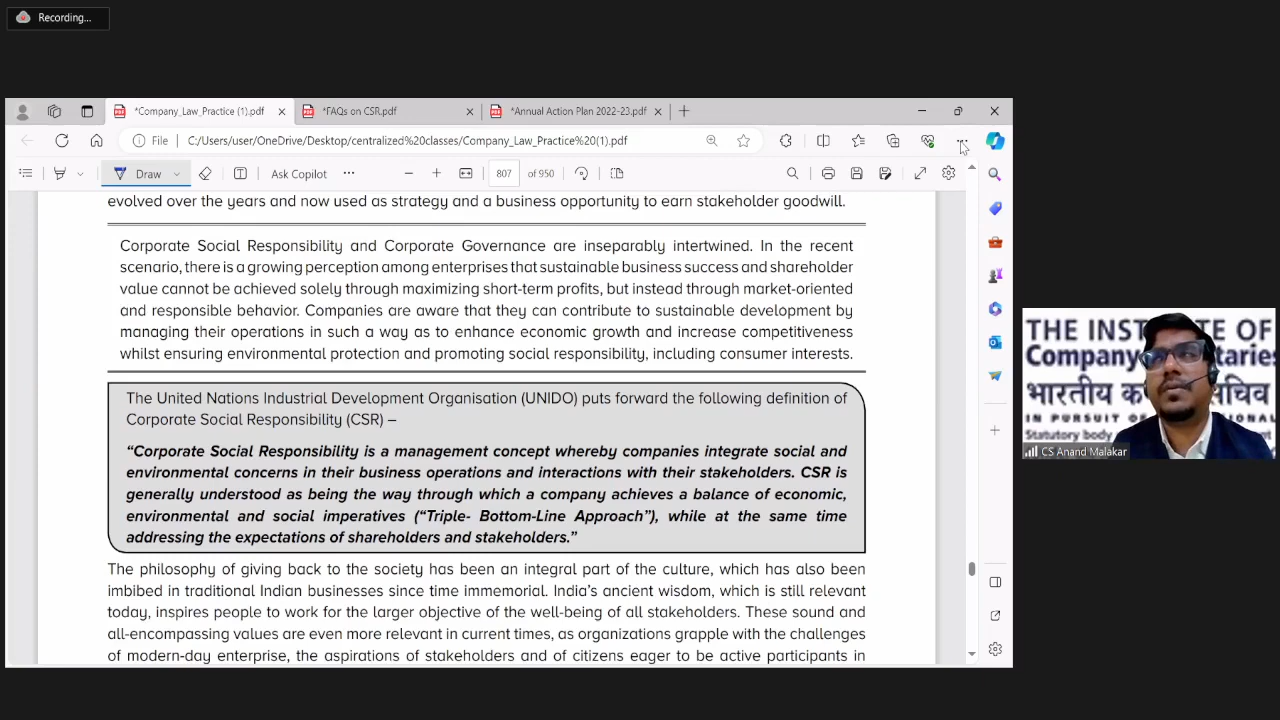 Recording...
*Company_Law_Practice (1).pdf
*FAQs on CSR.pdf
*Annual Action Plan 2022-23.pdf
File
C:/Users/user/OneDrive/Desktop/centralized%20classes/Company_Law_Practice%20(1).pdf
Draw
Ask Copilot
807 of 950
evolved over the years and now used as strategy and a business opportunity to earn stakeholder goodwill.
Corporate Social Responsibility and Corporate Governance are inseparably intertwined. In the recent
scenario, there is a growing perception among enterprises that sustainable business success and shareholder
value cannot be achieved solely through maximizing short-term profits, but instead through market-oriented
and responsible behavior. Companies are aware that they can contribute to sustainable development by
managing their operations in such a way as to enhance economic growth and increase competitiveness
whilst ensuring environmental protection and promoting social responsibility, including consumer interests.
The United Nations Industrial Development Organisation (UNIDO) puts forward the following definition of
Corporate Social Responsibility (CSR) –
“Corporate Social Responsibility is a management concept whereby companies integrate social and
environmental concerns in their business operations and interactions with their stakeholders. CSR is
generally understood as being the way through which a company achieves a balance of economic,
environmental and social imperatives (“Triple- Bottom-Line Approach”), while at the same time
addressing the expectations of shareholders and stakeholders.”
The philosophy of giving back to the society has been an integral part of the culture, which has also been
imbibed in traditional Indian businesses since time immemorial. India’s ancient wisdom, which is still relevant
today, inspires people to work for the larger objective of the well-being of all stakeholders. These sound and
all-encompassing values are even more relevant in current times, as organizations grapple with the challenges
of modern-day enterprise, the aspirations of stakeholders and of citizens eager to be active participants in
THE INST OF
Company
भारतीय
IN PURSUIT OF
Statutory body
CS Anand Malakar